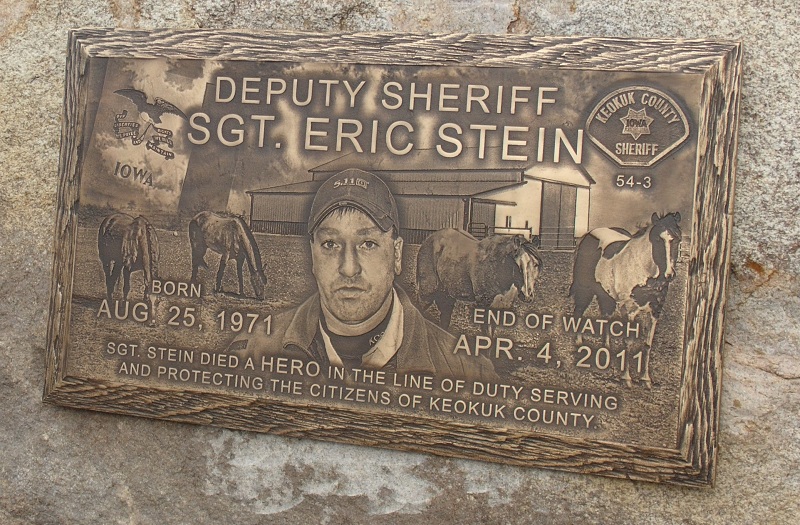 DEPUTY SHERIFF
SGT. ERIC STEIN
IOWA
KEOKUK COUNTY
IOWA
SHERIFF
54-3
S.I.I.C.T
BORN
AUG. 25, 1971
END OF WATCH
APR. 4, 2011
SGT. STEIN DIED A HERO IN THE LINE OF DUTY SERVING
AND PROTECTING THE CITIZENS OF KEOKUK COUNTY.